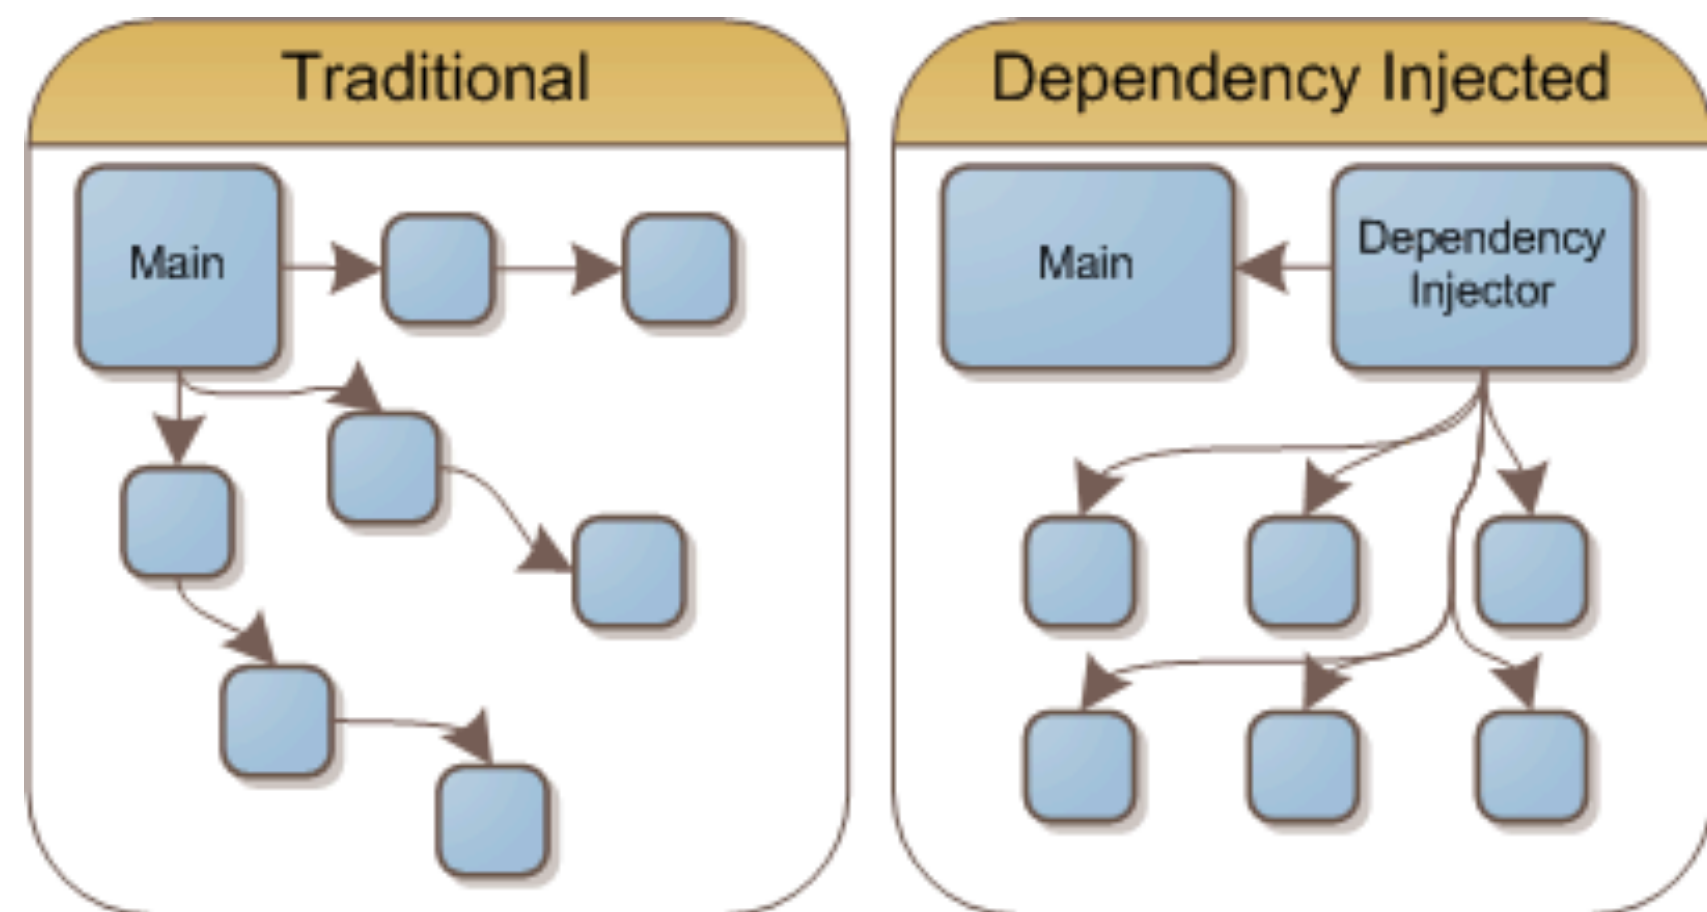 Traditional
Main
Dependency Injected
Main
Dependency
Injector